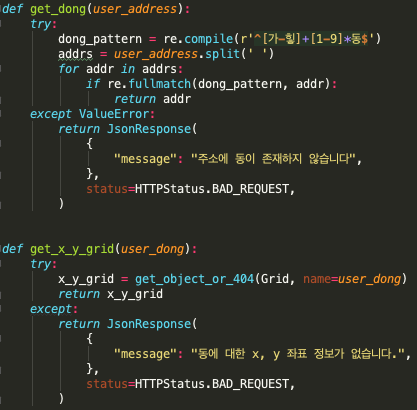 def get_dong(user_address):
    try:
        dong_pattern = re.compile(r'^[가-힣]+[1-9]*동$')
        addrs = user_address.split(' ')
        for addr in addrs:
            if re.fullmatch(dong_pattern, addr):
                return addr
    except ValueError:
        return JsonResponse(
            {
                "message": "주소에 동이 존재하지 않습니다",
            },
            status=HTTPStatus.BAD_REQUEST,
        )
def get_x_y_grid(user_dong):
    try:
        x_y_grid = get_object_or_404(Grid, name=user_dong)
        return x_y_grid
    except:
        return JsonResponse(
            {
                "message": "동에 대한 x, y 좌표 정보가 없습니다.",
            },
            status=HTTPStatus.BAD_REQUEST,
        )